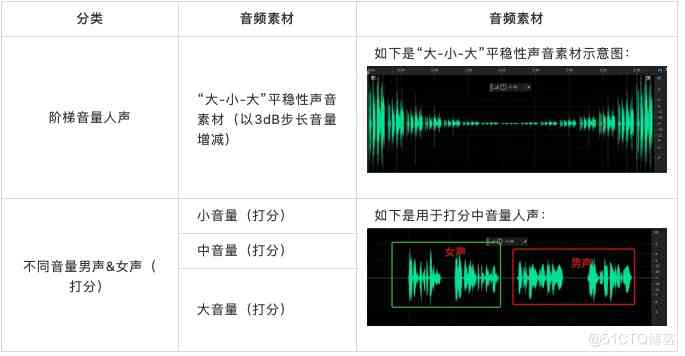 分类
音频素材
音频素材
阶梯音量人声
“大-小-大”平稳性声音
素材（以3dB步长音量
增减）
如下是“大-小-大”平稳性声音素材示意图：
不同音量男声&女声（
打分）
小音量（打分）
中音量（打分）
大音量（打分）
如下是用于打分中音量人声：
女声
男声
@51CTO博客